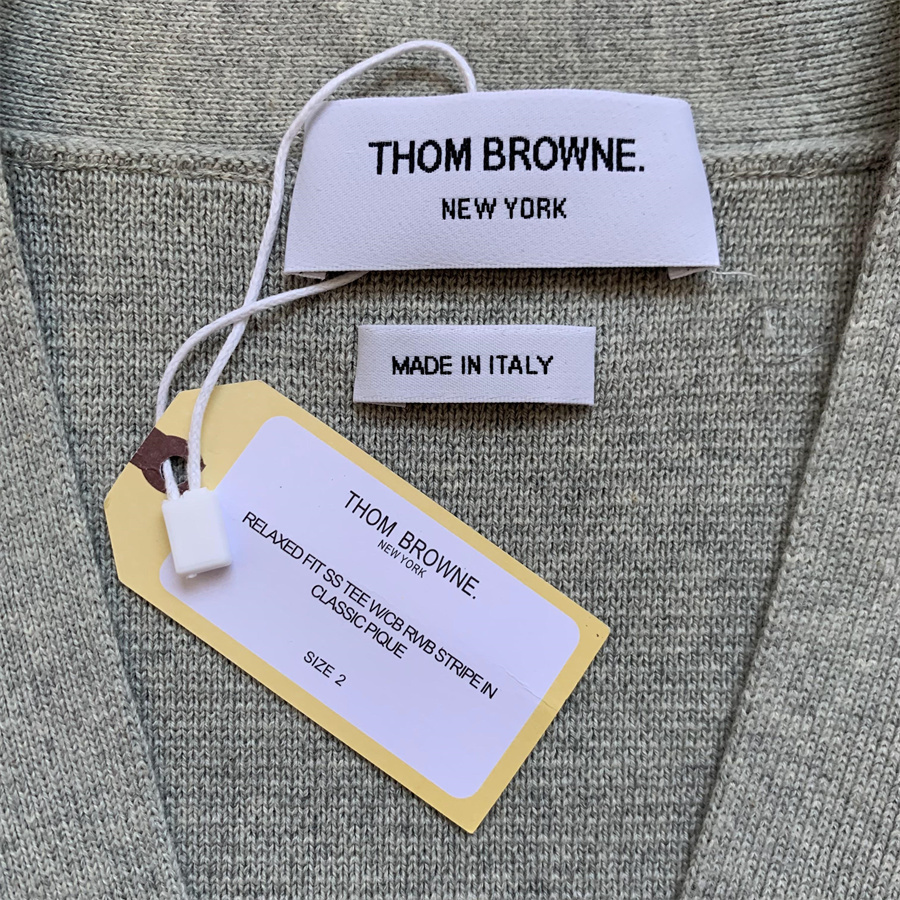 THOM BROWNE.
NEW YORK
MADE IN ITALY
THOM BROWNE.
NEW YORK
RELAXED FIT SS TEE W/CB RWB STRIPE IN
CLASSIC PIQUE
SIZE 2